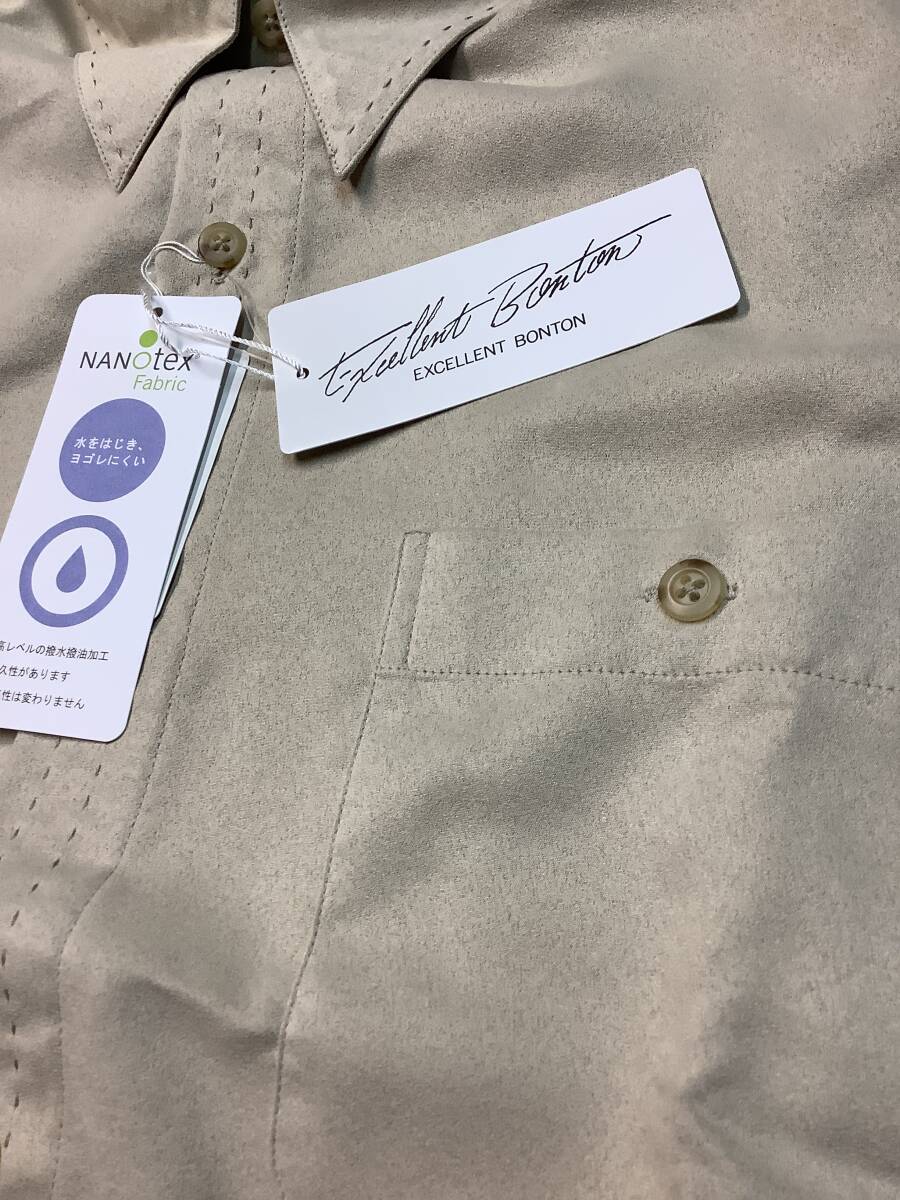 Excellent Bonton
EXCELLENT BONTON
NANOtex
Fabric
水をはじき、
ヨゴレにくい
高レベルの撥水撥油加工
久性があります
性は変わりません